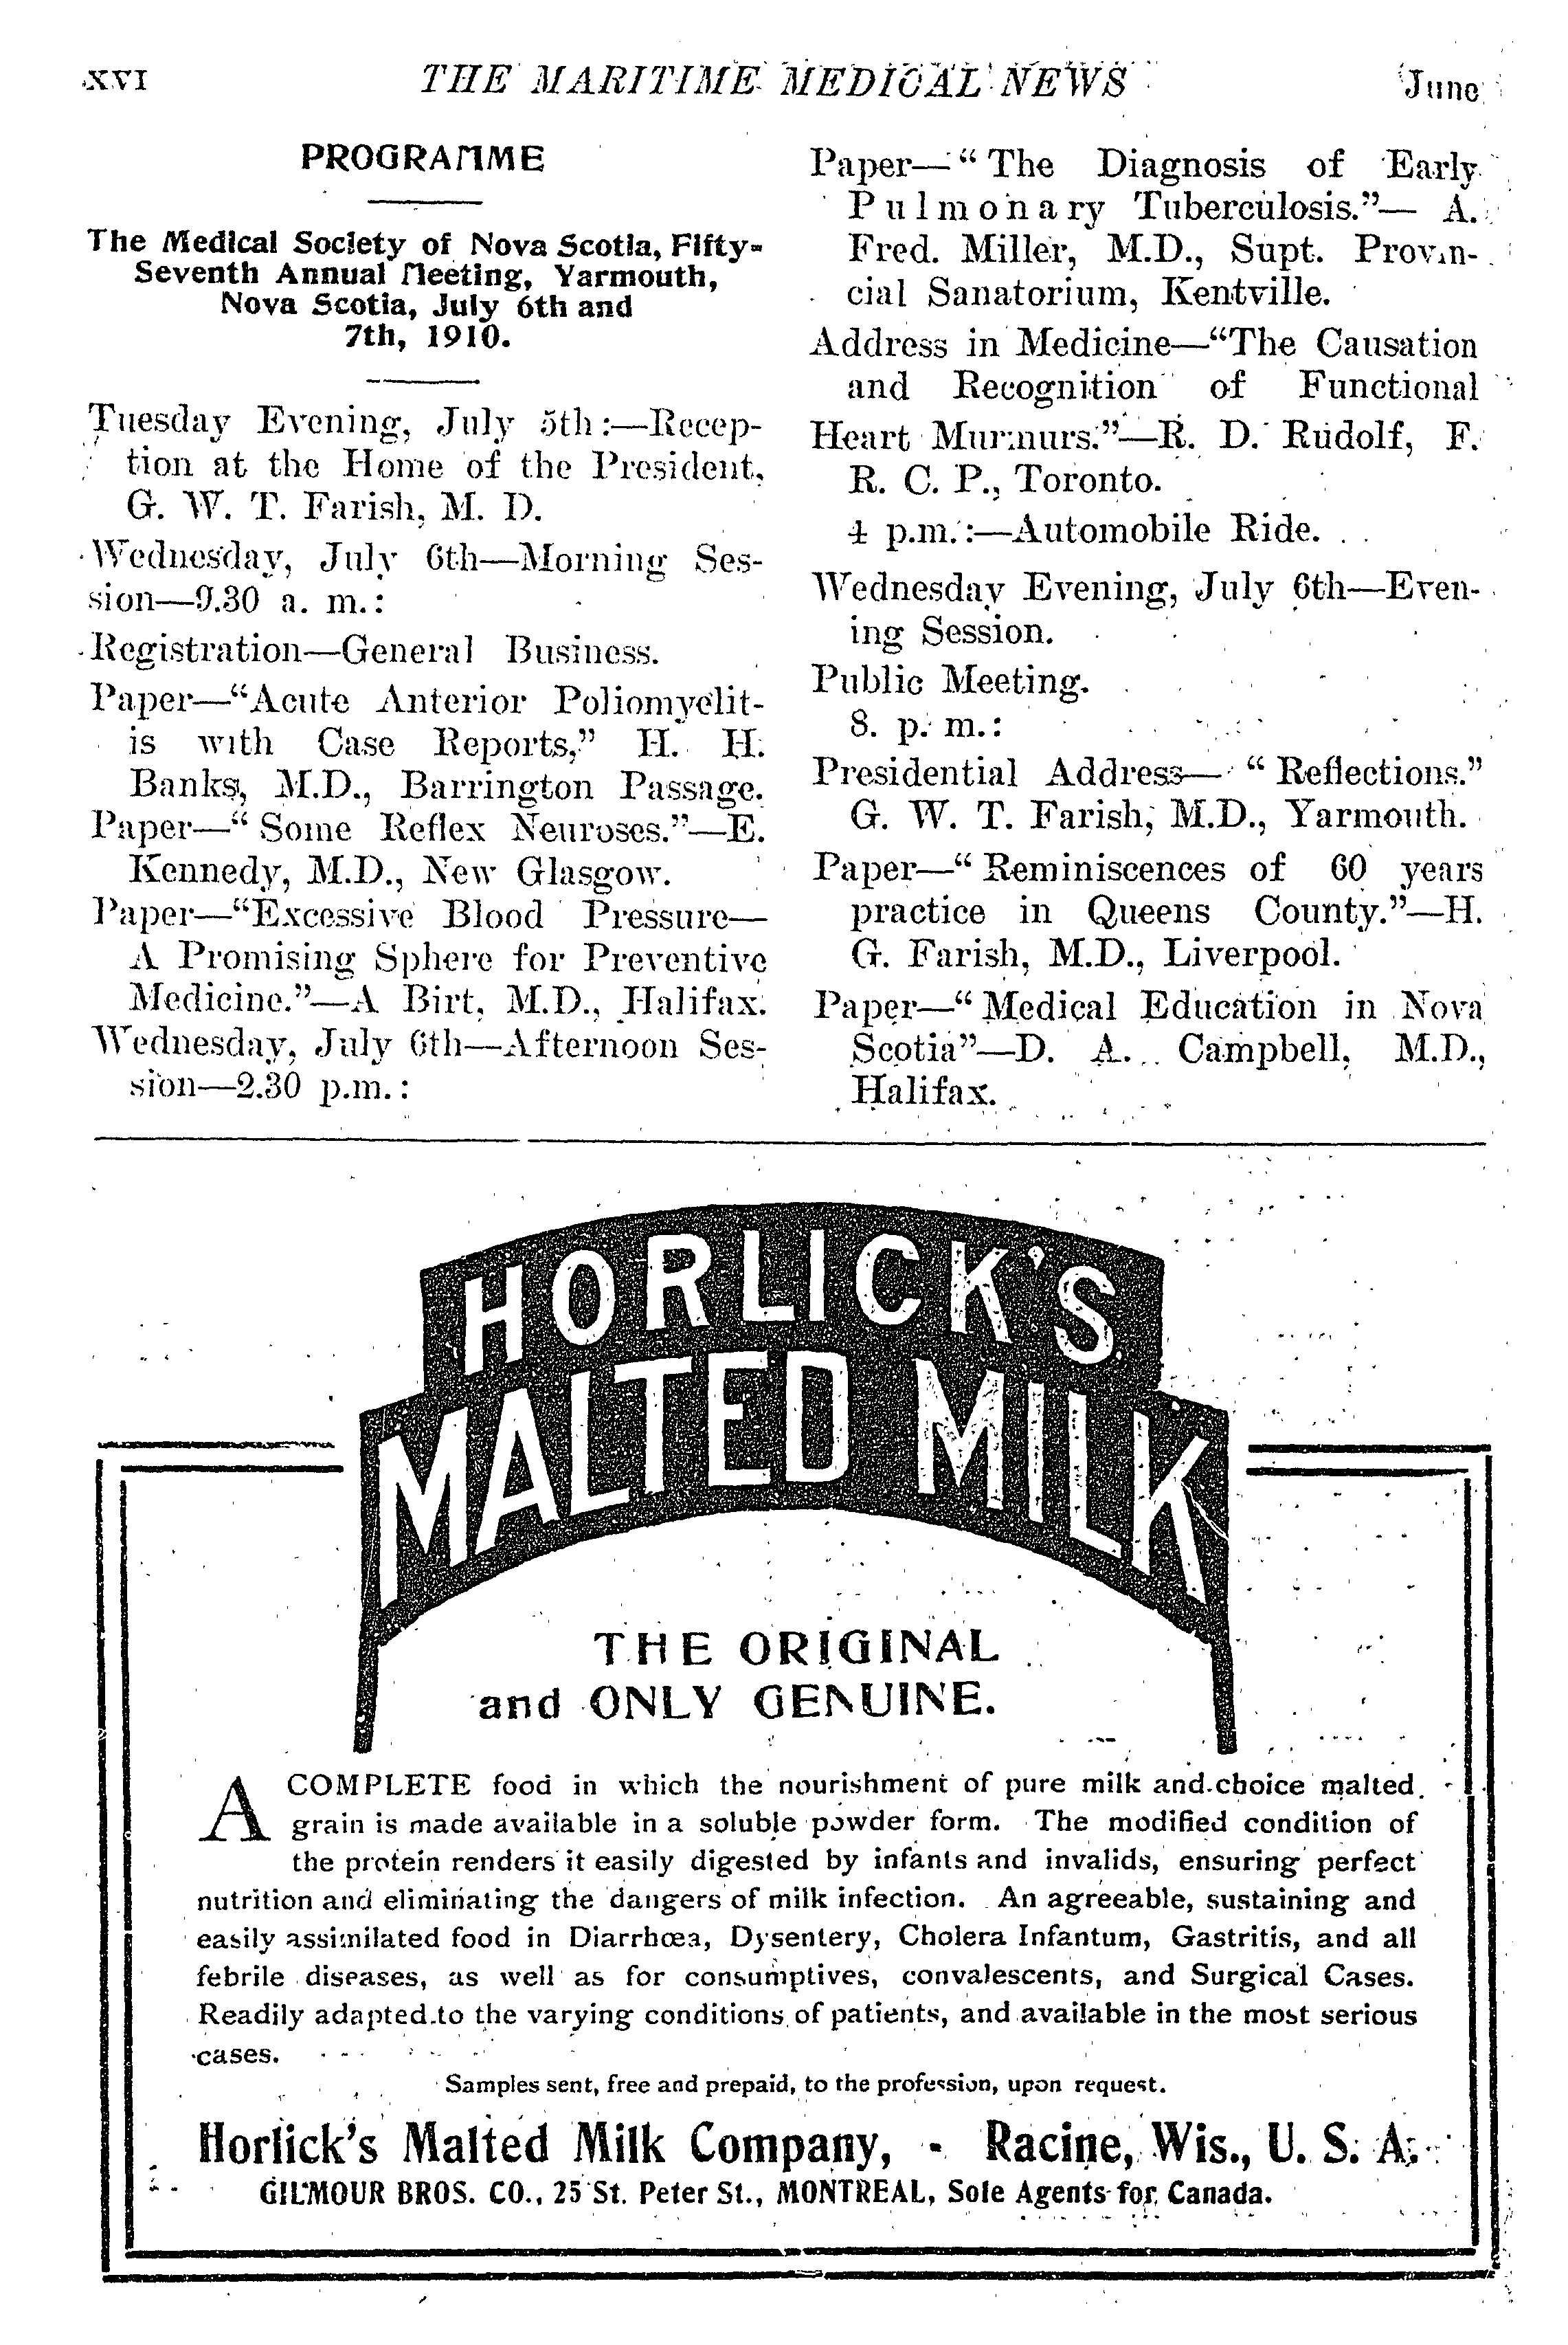 XVI THE MARITIME MEDICAL NEWS June
PROGRAMME
The Medical Society of Nova Scotia, Fifty-
Seventh Annual Meeting, Yarmouth,
Nova Scotia, July 6th and
7th, 1910.
Tuesday Evening, July 5th:—Recep-
tion at the Home of the President,
G. W. T. Farish, M. D.
Wednesday, July 6th—Morning Ses-
sion—9.30 a. m.:
Registration—General Business.
Paper—“Acute Anterior Poliomyelit-
is with Case Reports,” H. H.
Banks, M.D., Barrington Passage.
Paper—“ Some Reflex Neuroses.”—E.
Kennedy, M.D., New Glasgow.
Paper—“Excessive Blood Pressure—
A Promising Sphere for Preventive
Medicine.”—A Birt, M.D., Halifax.
Wednesday, July 6th—Afternoon Ses-
sion—2.30 p.m.:
Paper—“ The Diagnosis of Early
Pulmonary Tuberculosis.”— A.
Fred. Miller, M.D., Supt. Provin-
cial Sanatorium, Kentville.
Address in Medicine—“The Causation
and Recognition of Functional
Heart Murmurs.”—R. D. Rudolf, F.
R. C. P., Toronto.
4 p.m.:—Automobile Ride.
Wednesday Evening, July 6th—Even-
ing Session.
Public Meeting.
8. p. m.:
Presidential Address— “ Reflections.”
G. W. T. Farish, M.D., Yarmouth.
Paper—“ Reminiscences of 60 years
practice in Queens County.”—H.
G. Farish, M.D., Liverpool.
Paper—“ Medical Education in Nova
Scotia”—D. A. Campbell, M.D.,
Halifax.
HORLICK'S
MALTED MILK
THE ORIGINAL
and ONLY GENUINE.
A COMPLETE food in which the nourishment of pure milk and choice malted
grain is made available in a soluble powder form. The modified condition of
the protein renders it easily digested by infants and invalids, ensuring perfect
nutrition and eliminating the dangers of milk infection. An agreeable, sustaining and
easily assimilated food in Diarrhœa, Dysentery, Cholera Infantum, Gastritis, and all
febrile diseases, as well as for consumptives, convalescents, and Surgical Cases.
Readily adapted to the varying conditions of patients, and available in the most serious
cases.
Samples sent, free and prepaid, to the profession, upon request.
Horlick's Malted Milk Company, - Racine, Wis., U. S. A.
GILMOUR BROS. CO., 25 St. Peter St., MONTREAL, Sole Agents for Canada.